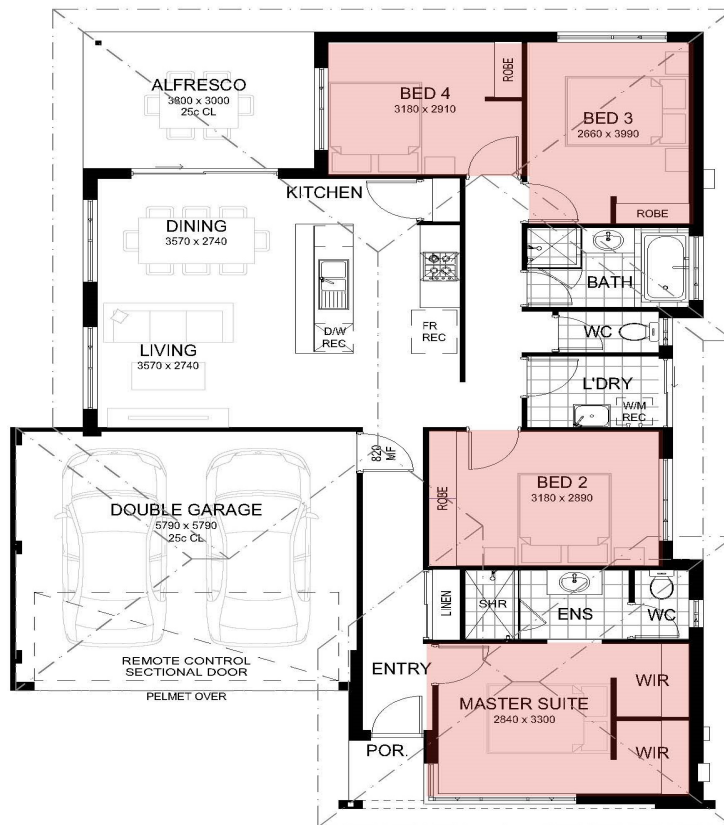 ALFRESCO
3800 x 3000
25c CL
BED 4
3180 x 2910
ROBE
BED 3
2660 x 3990
ROBE
KITCHEN
DINING
3570 x 2740
BATH
D/W
REC
FR
REC
WC
LIVING
3570 x 2740
L'DRY
W/M
REC
820
MF
DOUBLE GARAGE
5790 x 5790
25c CL
ROBE
BED 2
3180 x 2890
LINEN
SHR
ENS
WC
REMOTE CONTROL
SECTIONAL DOOR
PELMET OVER
ENTRY
MASTER SUITE
2840 x 3300
WIR
WIR
POR.